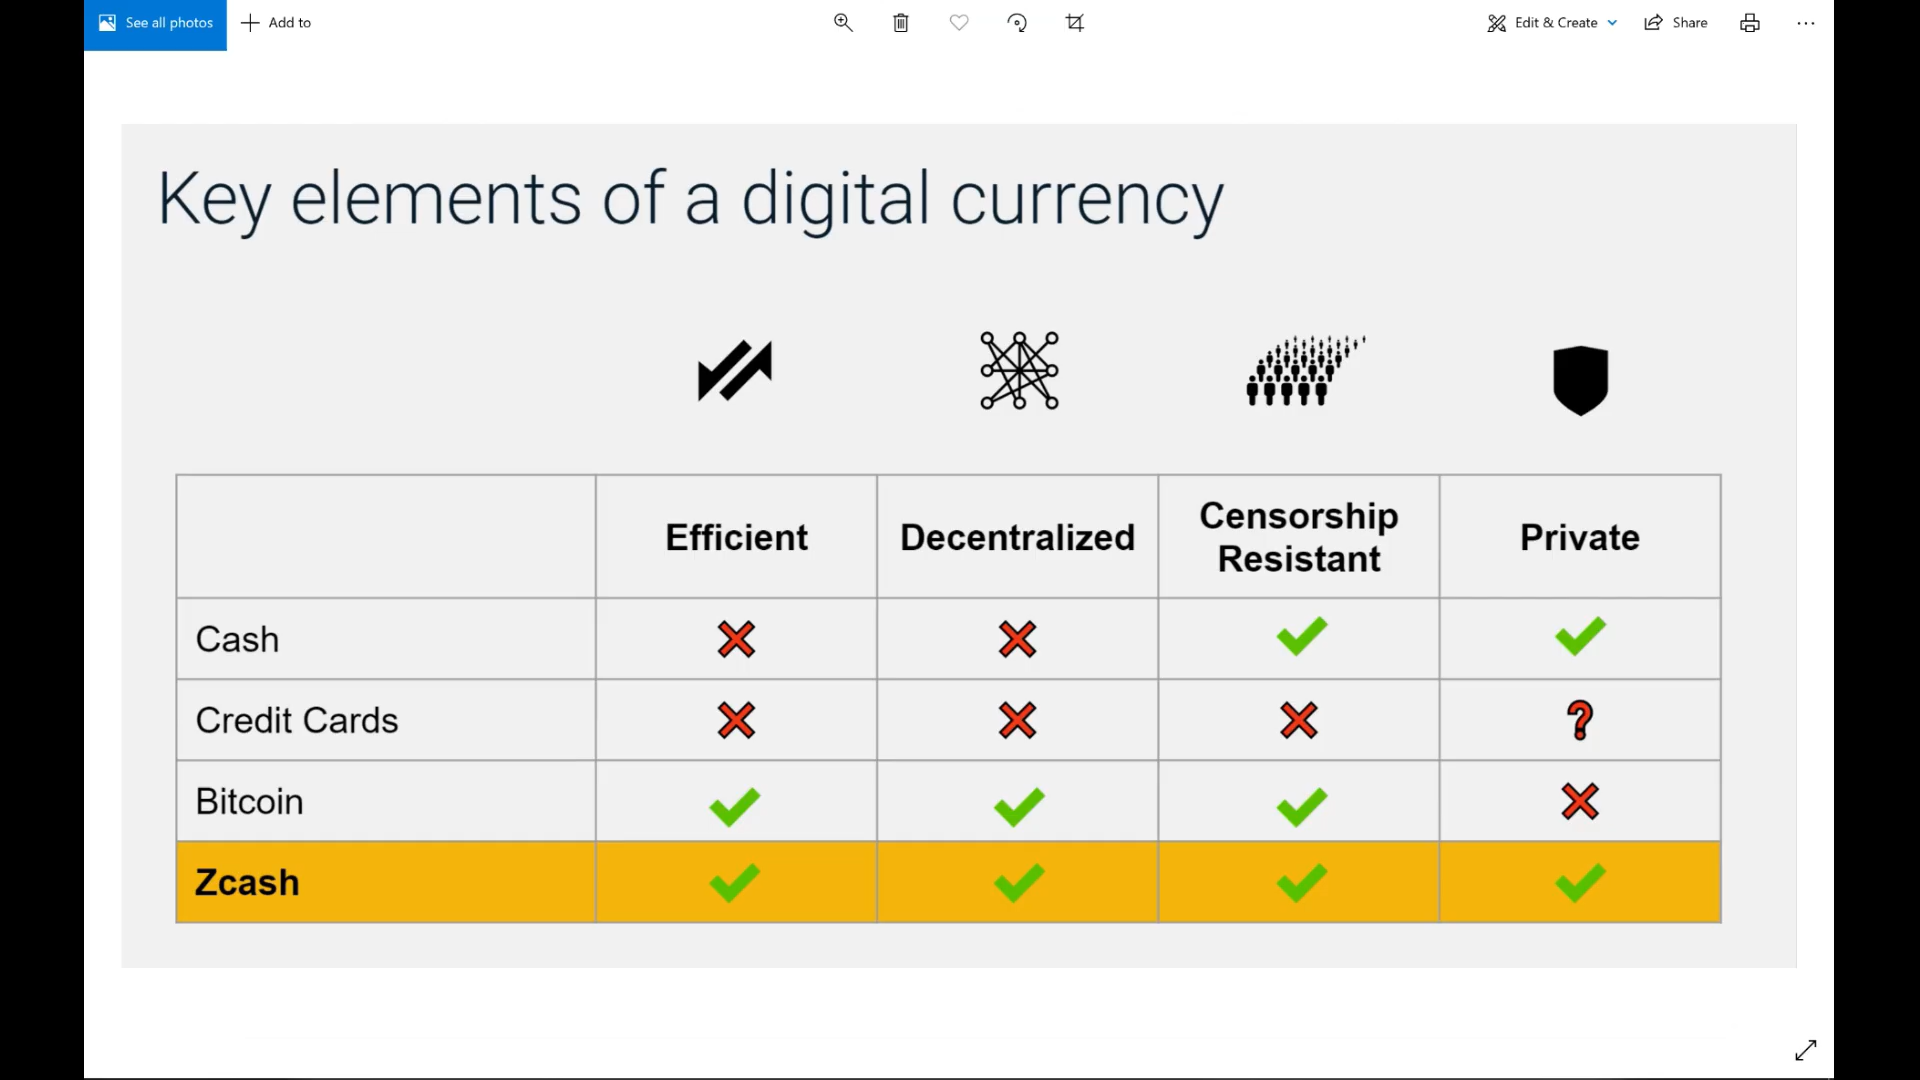 See all photos
Add to
Edit & Create
Share
Key elements of a digital currency
Efficient
Decentralized
Censorship
Resistant
Private
Cash
Credit Cards
?
Bitcoin
Zcash